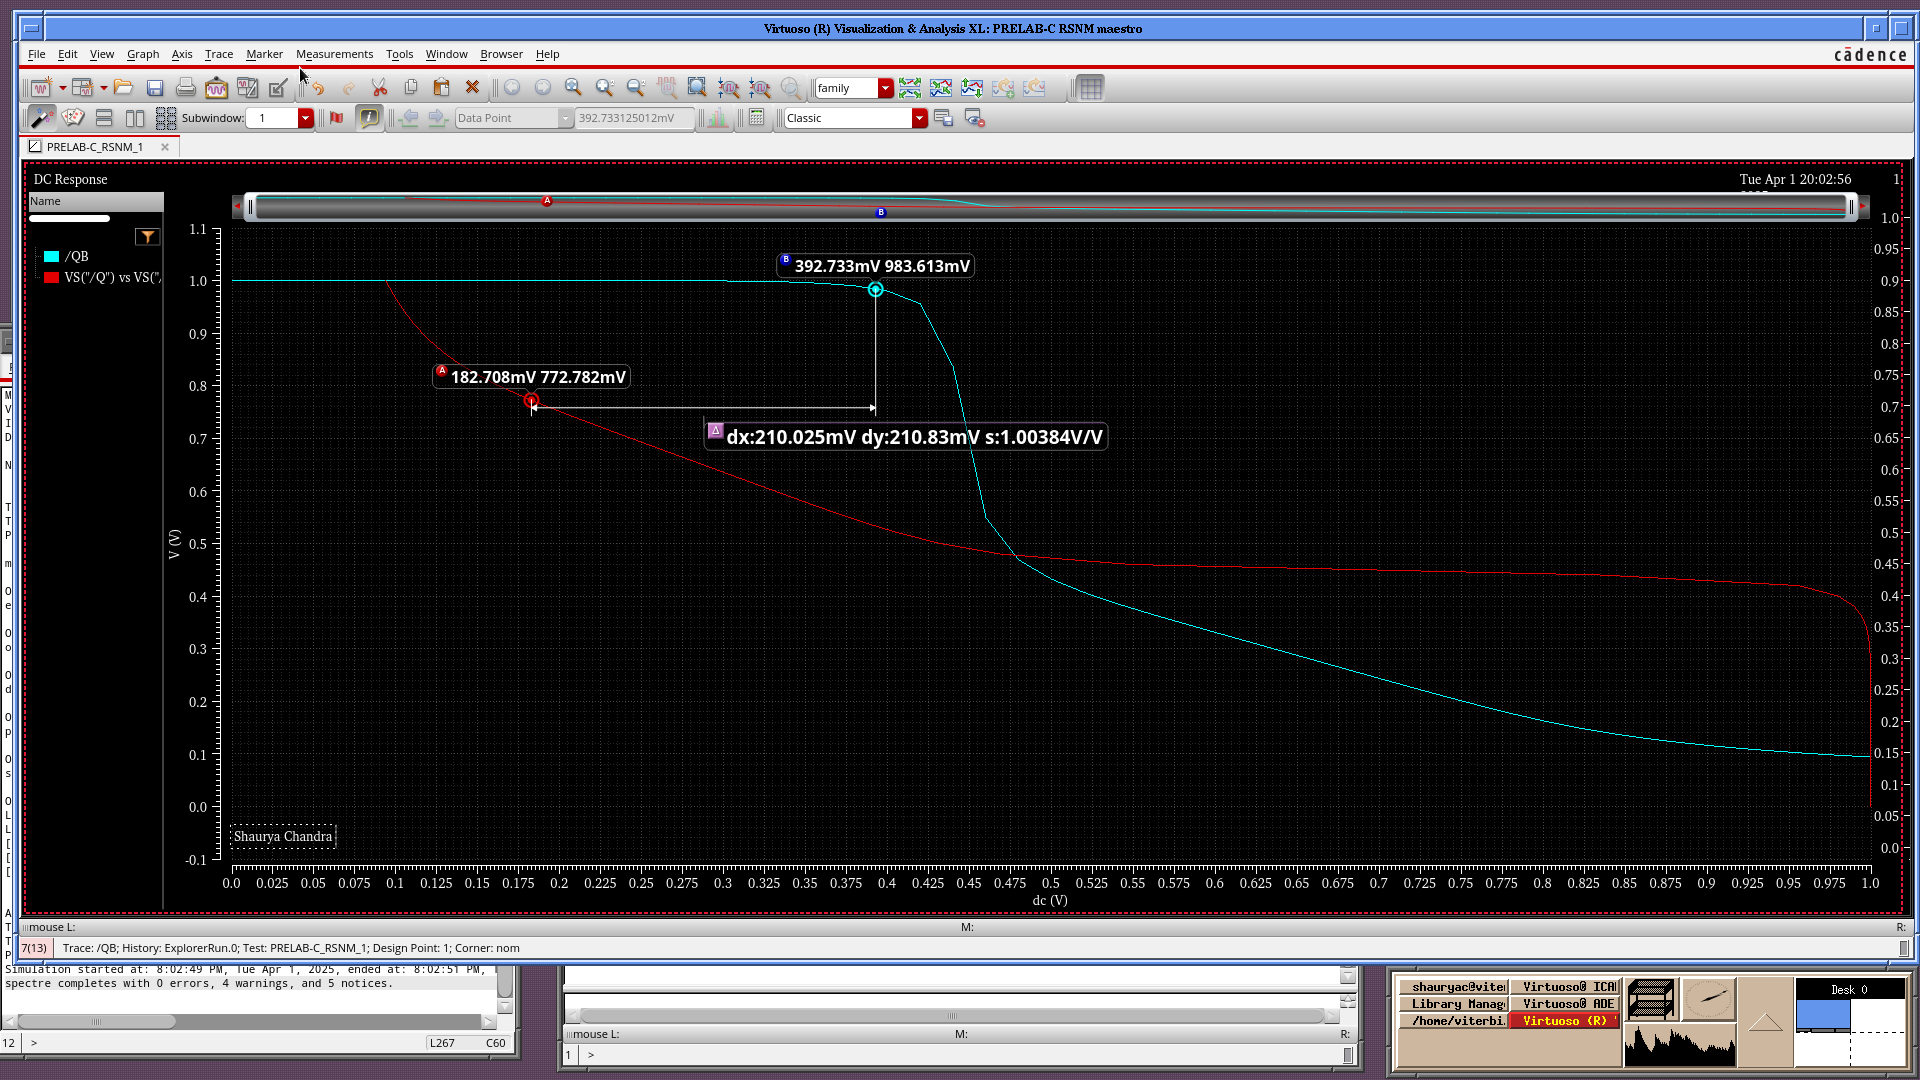 Virtuoso (R) Visualization & Analysis XL: PRELAB-C RSNM maestro
File Edit View Graph Axis Trace Marker Measurements Tools Window Browser Help
cādence
family
Subwindow: 1 Data Point 392.733125012mV Classic
PRELAB-C_RSNM_1
DC Response
Tue Apr 1 20:02:56
1
Name
/QB
VS("/Q") vs VS("/
A
B
B 392.733mV 983.613mV
A 182.708mV 772.782mV
Δ dx:210.025mV dy:210.83mV s:1.00384V/V
V (V)
1.1
1.0
0.9
0.8
0.7
0.6
0.5
0.4
0.3
0.2
0.1
0.0
-0.1
1.0
0.95
0.9
0.85
0.8
0.75
0.7
0.65
0.6
0.55
0.5
0.45
0.4
0.35
0.3
0.25
0.2
0.15
0.1
0.05
0.0
Shaurya Chandra
0.0 0.025 0.05 0.075 0.1 0.125 0.15 0.175 0.2 0.225 0.25 0.275 0.3 0.325 0.35 0.375 0.4 0.425 0.45 0.475 0.5 0.525 0.55 0.575 0.6 0.625 0.65 0.675 0.7 0.725 0.75 0.775 0.8 0.825 0.85 0.875 0.9 0.925 0.95 0.975 1.0
dc (V)
mouse L: M: R:
7(13) Trace: /QB; History: ExplorerRun.0; Test: PRELAB-C_RSNM_1; Design Point: 1; Corner: nom
Simulation started at: 8:02:49 PM, Tue Apr 1, 2025, ended at: 8:02:51 PM,
spectre completes with 0 errors, 4 warnings, and 5 notices.
12 > L267 C60
mouse L: M: R:
1 >
shauryac@vite Virtuoso® ICA
Library Manag Virtuoso® ADE
/home/viterbi. Virtuoso (R)
Desk 0